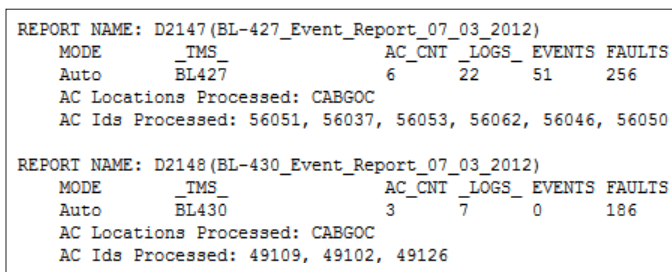 REPORT NAME: D2147(BL-427_Event_Report_07_03_2012)
MODE _TMS_ AC_CNT _LOGS_ EVENTS FAULTS
Auto BL427 6 22 51 256
AC Locations Processed: CABGOC
AC Ids Processed: 56051, 56037, 56053, 56062, 56046, 56050
REPORT NAME: D2148(BL-430_Event_Report_07_03_2012)
MODE _TMS_ AC_CNT _LOGS_ EVENTS FAULTS
Auto BL430 3 7 0 186
AC Locations Processed: CABGOC
AC Ids Processed: 49109, 49102, 49126